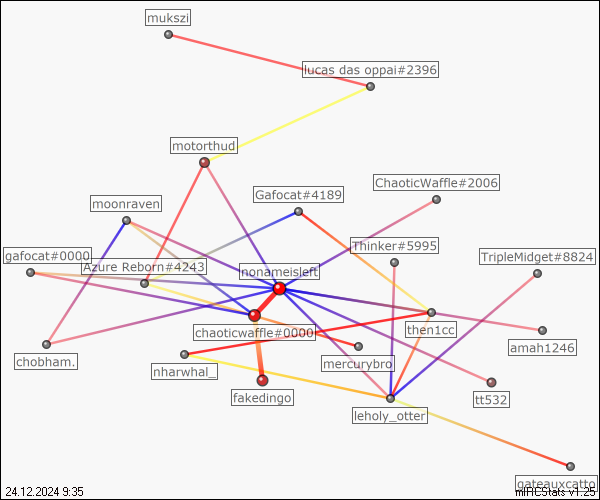 mukszi
lucas das oppai#2396
motorthud
ChaoticWaffle#2006
Gafocat#4189
moonraven
Thinker#5995
gafocat#0000
TripleMidget#8824
Azure Reborn#4243
nonameisleft
chaoticwaffle#0000
then1cc
amah1246
chobham.
mercurybro
nharwhal_
fakedingo
tt532
leholy_otter
gateauxcatto
24.12.2024 9:35
mIRCStats v1.25